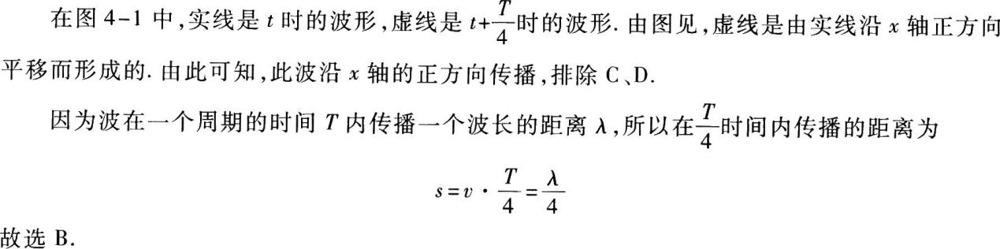 在图 4-1 中,实线是 t 时的波形,虚线是 t+\frac{T}{4}时的波形. 由图见,虚线是由实线沿 x 轴正方向
平移而形成的. 由此可知,此波沿 x 轴的正方向传播,排除 C、D.
因为波在一个周期的时间 T 内传播一个波长的距离 λ,所以在\frac{T}{4}时间内传播的距离为
s=v·\frac{T}{4}=\frac{λ}{4}
故选 B.